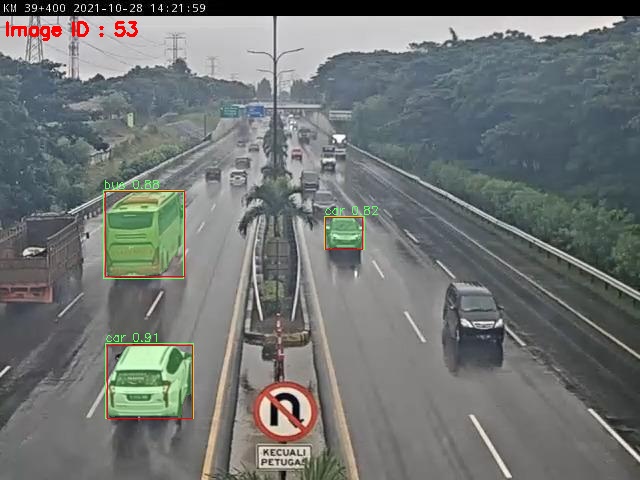 KM 39+400 2021-10-28 14:21:59
Image ID : 53
bus 0.88
car 0.82
car 0.91
KECUALI
PETUGAS